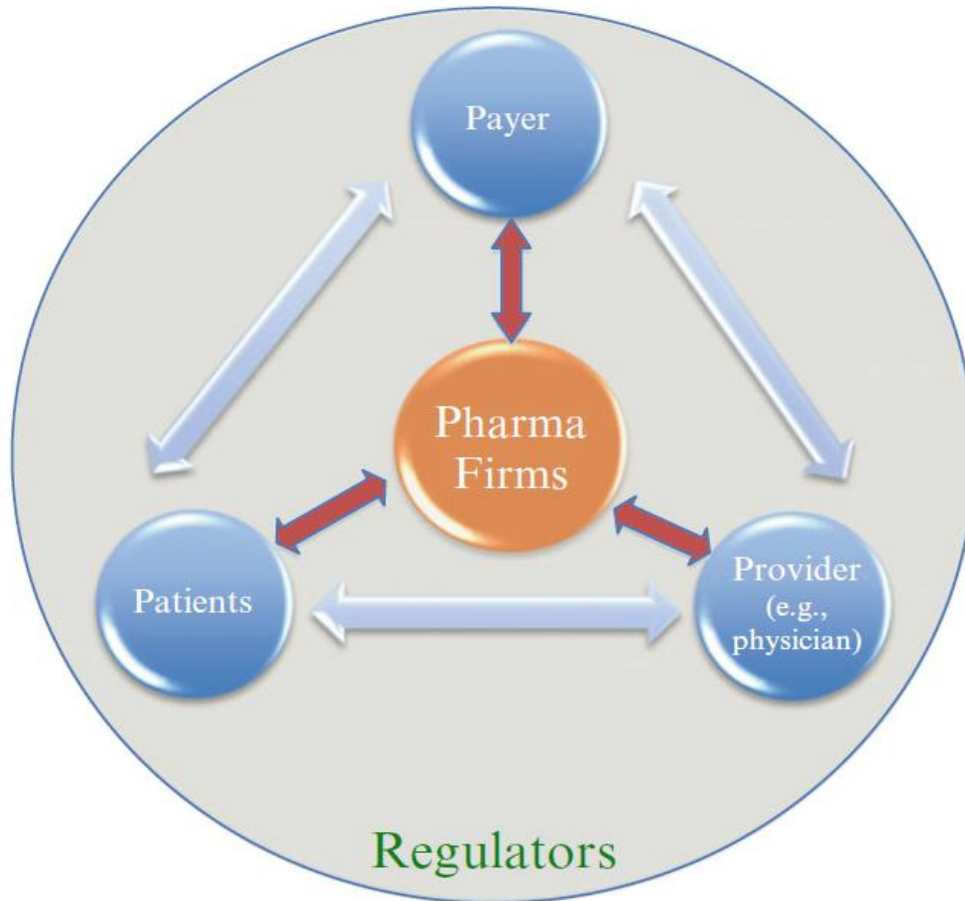 Payer
Pharma
Firms
Patients
Provider
(e.g.,
physician)
Regulators